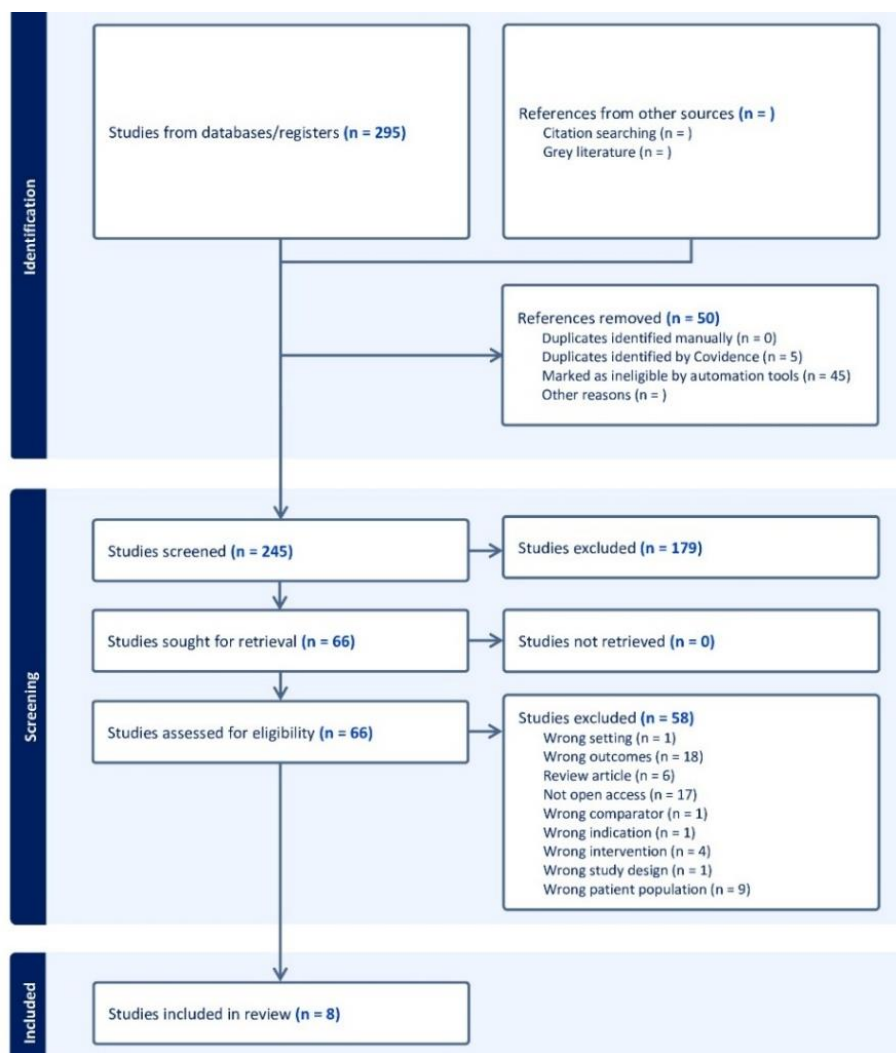 Identification
Studies from databases/registers (n = 295)
References from other sources (n = )
Citation searching (n = )
Grey literature (n = )
References removed (n = 50)
Duplicates identified manually (n = 0)
Duplicates identified by Covidence (n = 5)
Marked as ineligible by automation tools (n = 45)
Other reasons (n = )
Screening
Studies screened (n = 245)
Studies excluded (n = 179)
Studies sought for retrieval (n = 66)
Studies not retrieved (n = 0)
Studies assessed for eligibility (n = 66)
Studies excluded (n = 58)
Wrong setting (n = 1)
Wrong outcomes (n = 18)
Review article (n = 6)
Not open access (n = 17)
Wrong comparator (n = 1)
Wrong indication (n = 1)
Wrong intervention (n = 4)
Wrong study design (n = 1)
Wrong patient population (n = 9)
Included
Studies included in review (n = 8)